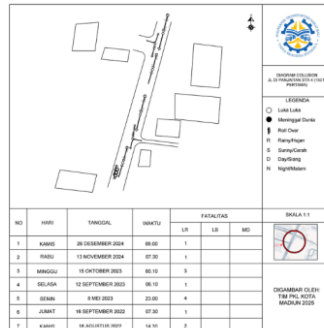 DIAGRAM COLLISION
LEGENDA
Luka Luka
Meninggal Dunia
Roll Over
R Rainy/Hujan
S Sunny/Cerah
D Day/Siang
N Night/Malam
NO HARI TANGGAL WAKTU FATALITAS SKALA 1:1
LR LB MD
1 KAMIS 26 DESEMBER 2024 1
2 RABU 13 NOVEMBER 2024 07.30 1
3 MINGGU 15 OKTOBER 2023 05.10 3
4 SELASA 12 SEPTEMBER 2023 1
5 SENIN 8 MEI 2023 23.00 4
6 JUMAT 16 SEPTEMBER 2022 07.30 1
7 KAMIS 2
DIGAMBAR OLEH:
TIM PKL KOTA
MADIUN 2025